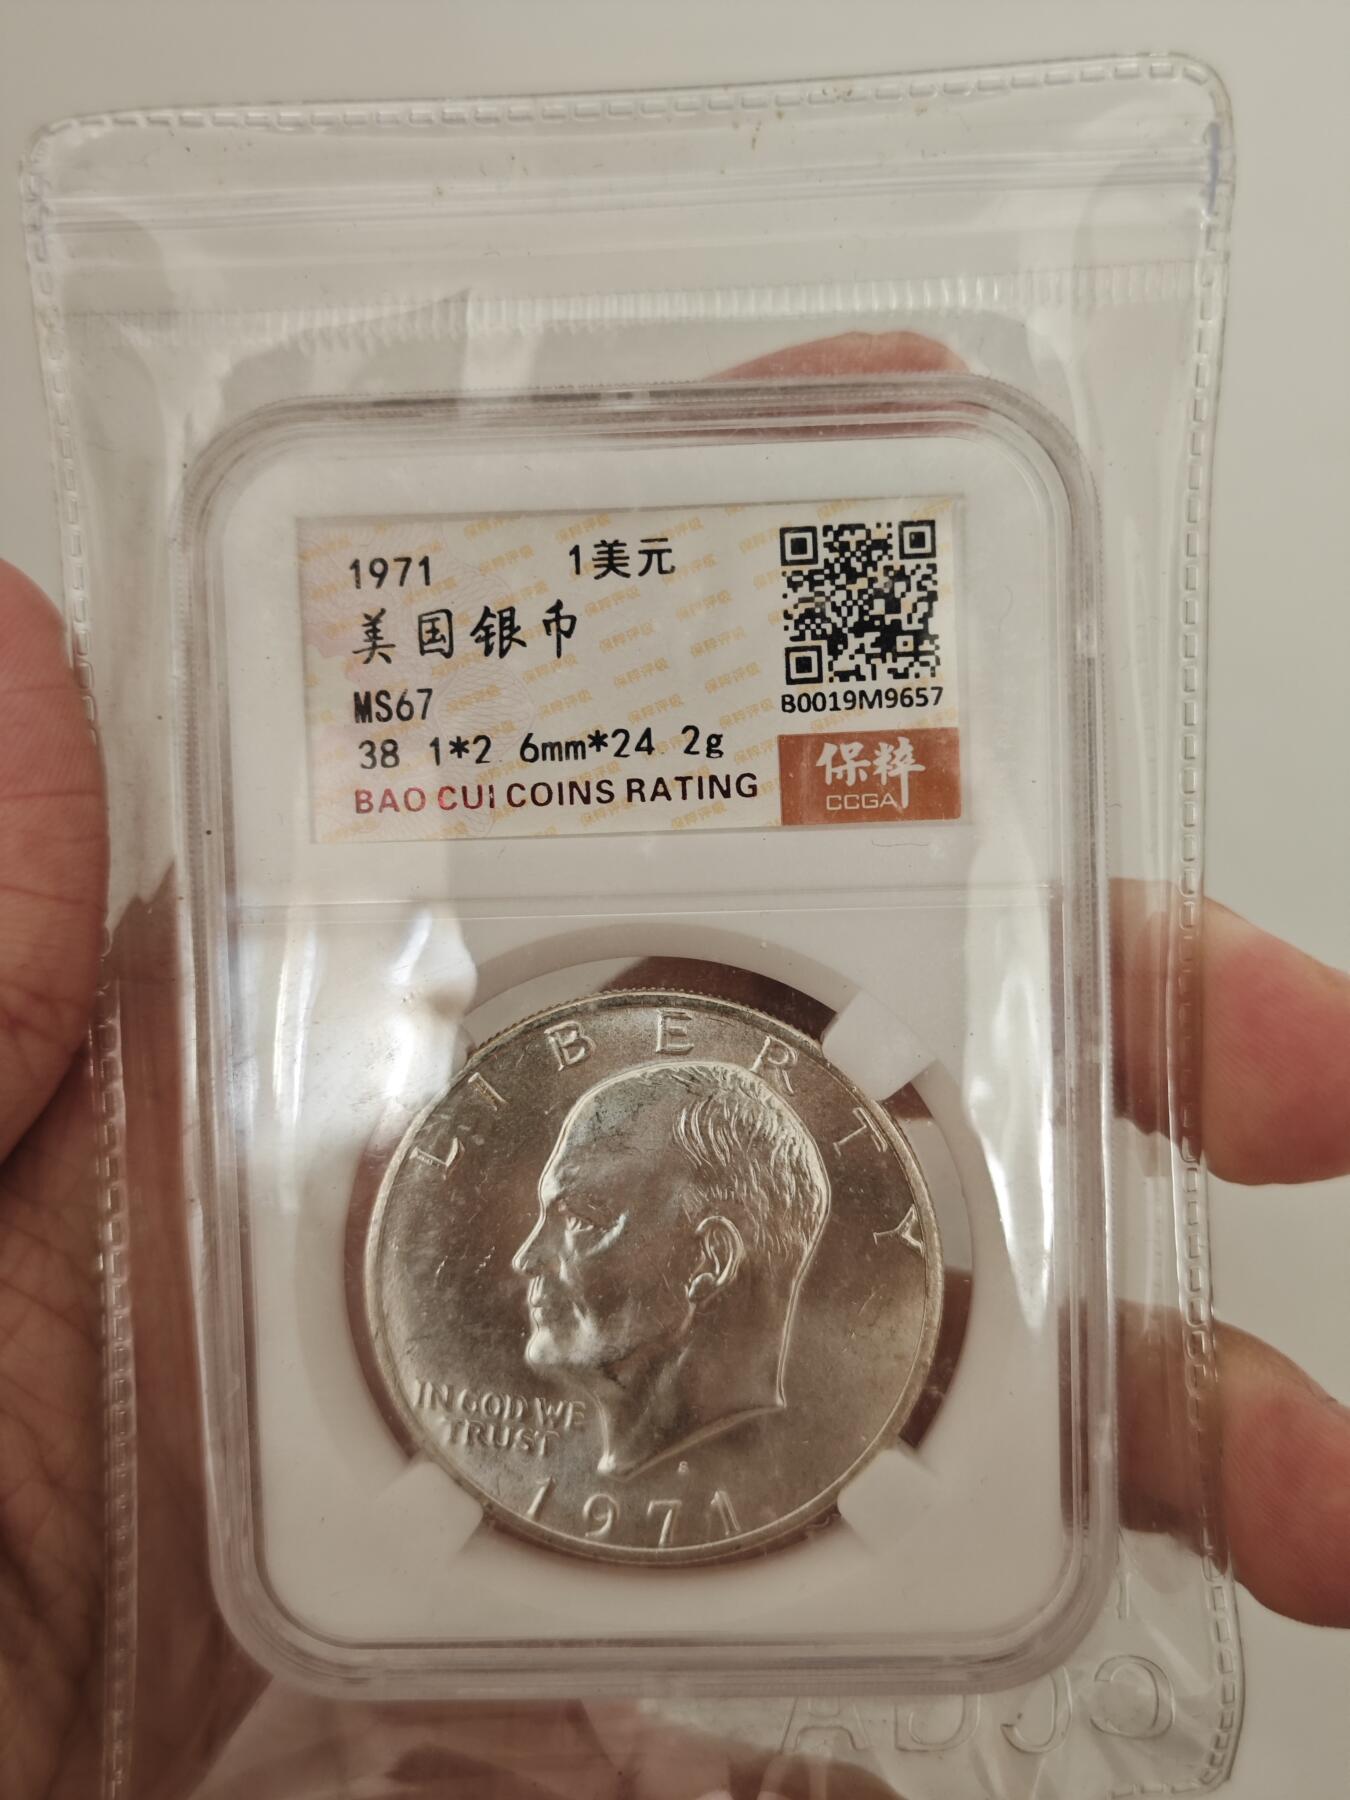 1971 1美元
美国银币
MS67
38 1*2 6mm*24 2g
BAO CUI COINS RATING
B0019M9657
保粹
CCGA
LIBERTY
IN GOD WE
TRUST
S
1971
CCGA